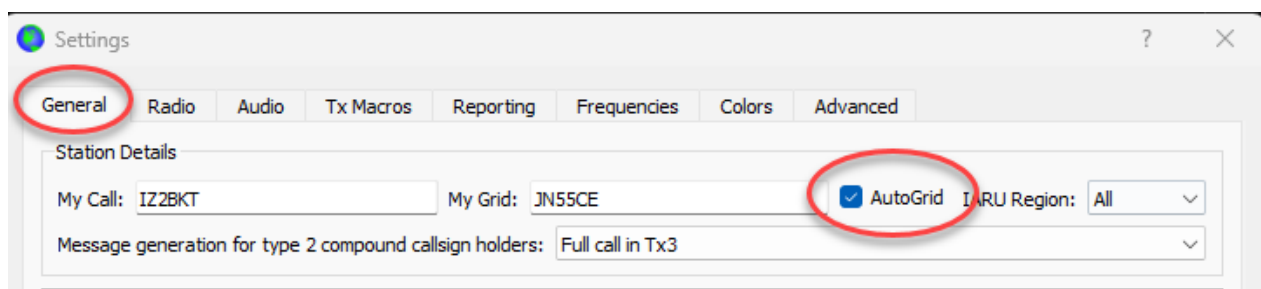 Settings
General Radio Audio Tx Macros Reporting Frequencies Colors Advanced
Station Details
My Call: IZ2BKT My Grid: JN55CE AutoGrid IARU Region: All
Message generation for type 2 compound callsign holders: Full call in Tx3